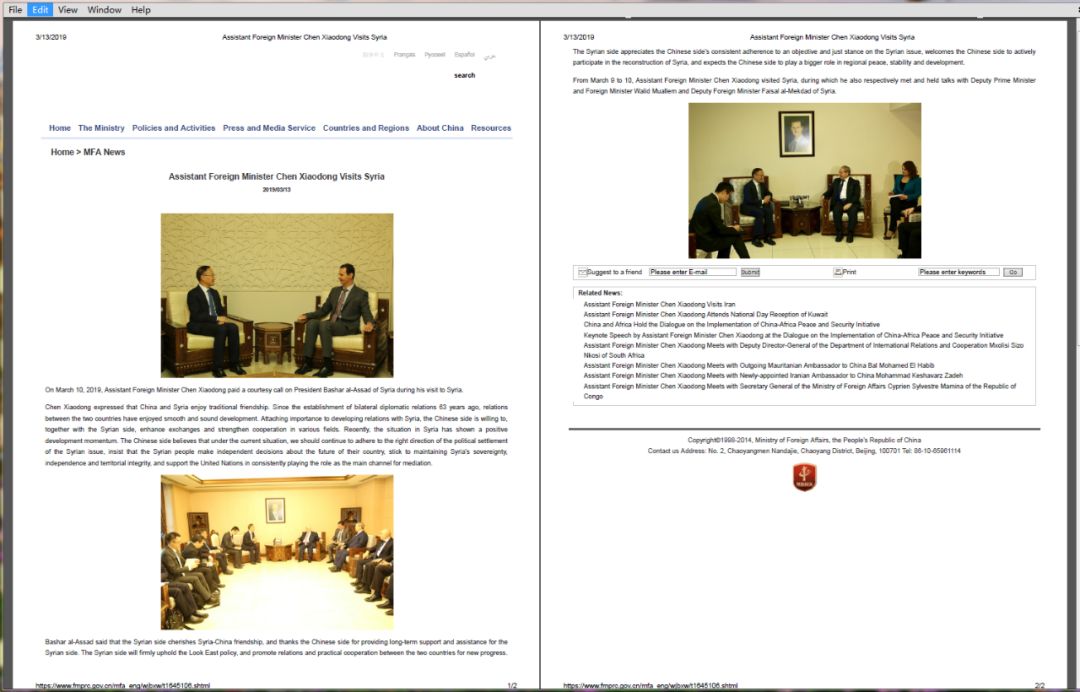 File Edit View Window Help
3/13/2019 Assistant Foreign Minister Chen Xiaodong Visits Syria
Français Русский Español عربي
search
Home The Ministry Policies and Activities Press and Media Service Countries and Regions About China Resources
Home > MFA News
Assistant Foreign Minister Chen Xiaodong Visits Syria
2019/03/13
On March 10, 2019, Assistant Foreign Minister Chen Xiaodong paid a courtesy call on President Bashar al-Assad of Syria during his visit to Syria.
Chen Xiaodong expressed that China and Syria enjoy traditional friendship. Since the establishment of bilateral diplomatic relations 63 years ago, relations
between the two countries have enjoyed smooth and sound development. Attaching importance to developing relations with Syria, the Chinese side is willing to,
together with the Syrian side, enhance exchanges and strengthen cooperation in various fields. Recently, the situation in Syria has shown a positive
development momentum. The Chinese side believes that under the current situation, we should continue to adhere to the right direction of the political settlement
of the Syrian issue, insist that the Syrian people make independent decisions about the future of their country, stick to maintaining Syria's sovereignty,
independence and territorial integrity, and support the United Nations in consistently playing the role as the main channel for mediation.
Bashar al-Assad said that the Syrian side cherishes Syria-China friendship, and thanks the Chinese side for providing long-term support and assistance for the
Syrian side. The Syrian side will firmly uphold the Look East policy, and promote relations and practical cooperation between the two countries for new progress.
https://www.fmprc.gov.cn/mfa_eng/wjbxw/t1645106.shtml 1/2
3/13/2019 Assistant Foreign Minister Chen Xiaodong Visits Syria
The Syrian side appreciates the Chinese side's consistent adherence to an objective and just stance on the Syrian issue, welcomes the Chinese side to actively
participate in the reconstruction of Syria, and expects the Chinese side to play a bigger role in regional peace, stability and development.
From March 9 to 10, Assistant Foreign Minister Chen Xiaodong visited Syria, during which he also respectively met and held talks with Deputy Prime Minister
and Foreign Minister Walid Muallem and Deputy Foreign Minister Faisal al-Mekdad of Syria.
Suggest to a friend Please enter E-mail Submit Print Please enter keywords Go
Related News:
Assistant Foreign Minister Chen Xiaodong Visits Iran
Assistant Foreign Minister Chen Xiaodong Attends National Day Reception of Kuwait
China and Africa Hold the Dialogue on the Implementation of China-Africa Peace and Security Initiative
Keynote Speech by Assistant Foreign Minister Chen Xiaodong at the Dialogue on the Implementation of China-Africa Peace and Security Initiative
Assistant Foreign Minister Chen Xiaodong Meets with Deputy Director-General of the Department of International Relations and Cooperation Mxolisi Sizo
Nkosi of South Africa
Assistant Foreign Minister Chen Xiaodong Meets with Outgoing Mauritanian Ambassador to China Bal Mohamed El Habib
Assistant Foreign Minister Chen Xiaodong Meets with Newly-appointed Iranian Ambassador to China Mohammad Keshavarz Zadeh
Assistant Foreign Minister Chen Xiaodong Meets with Secretary General of the Ministry of Foreign Affairs Cyprien Sylvestre Mamina of the Republic of
Congo
Copyright©1998-2014, Ministry of Foreign Affairs, the People's Republic of China
Contact us Address: No. 2, Chaoyangmen Nandajie, Chaoyang District, Beijing, 100701 Tel: 86-10-65961114
https://www.fmprc.gov.cn/mfa_eng/wjbxw/t1645106.shtml 2/2